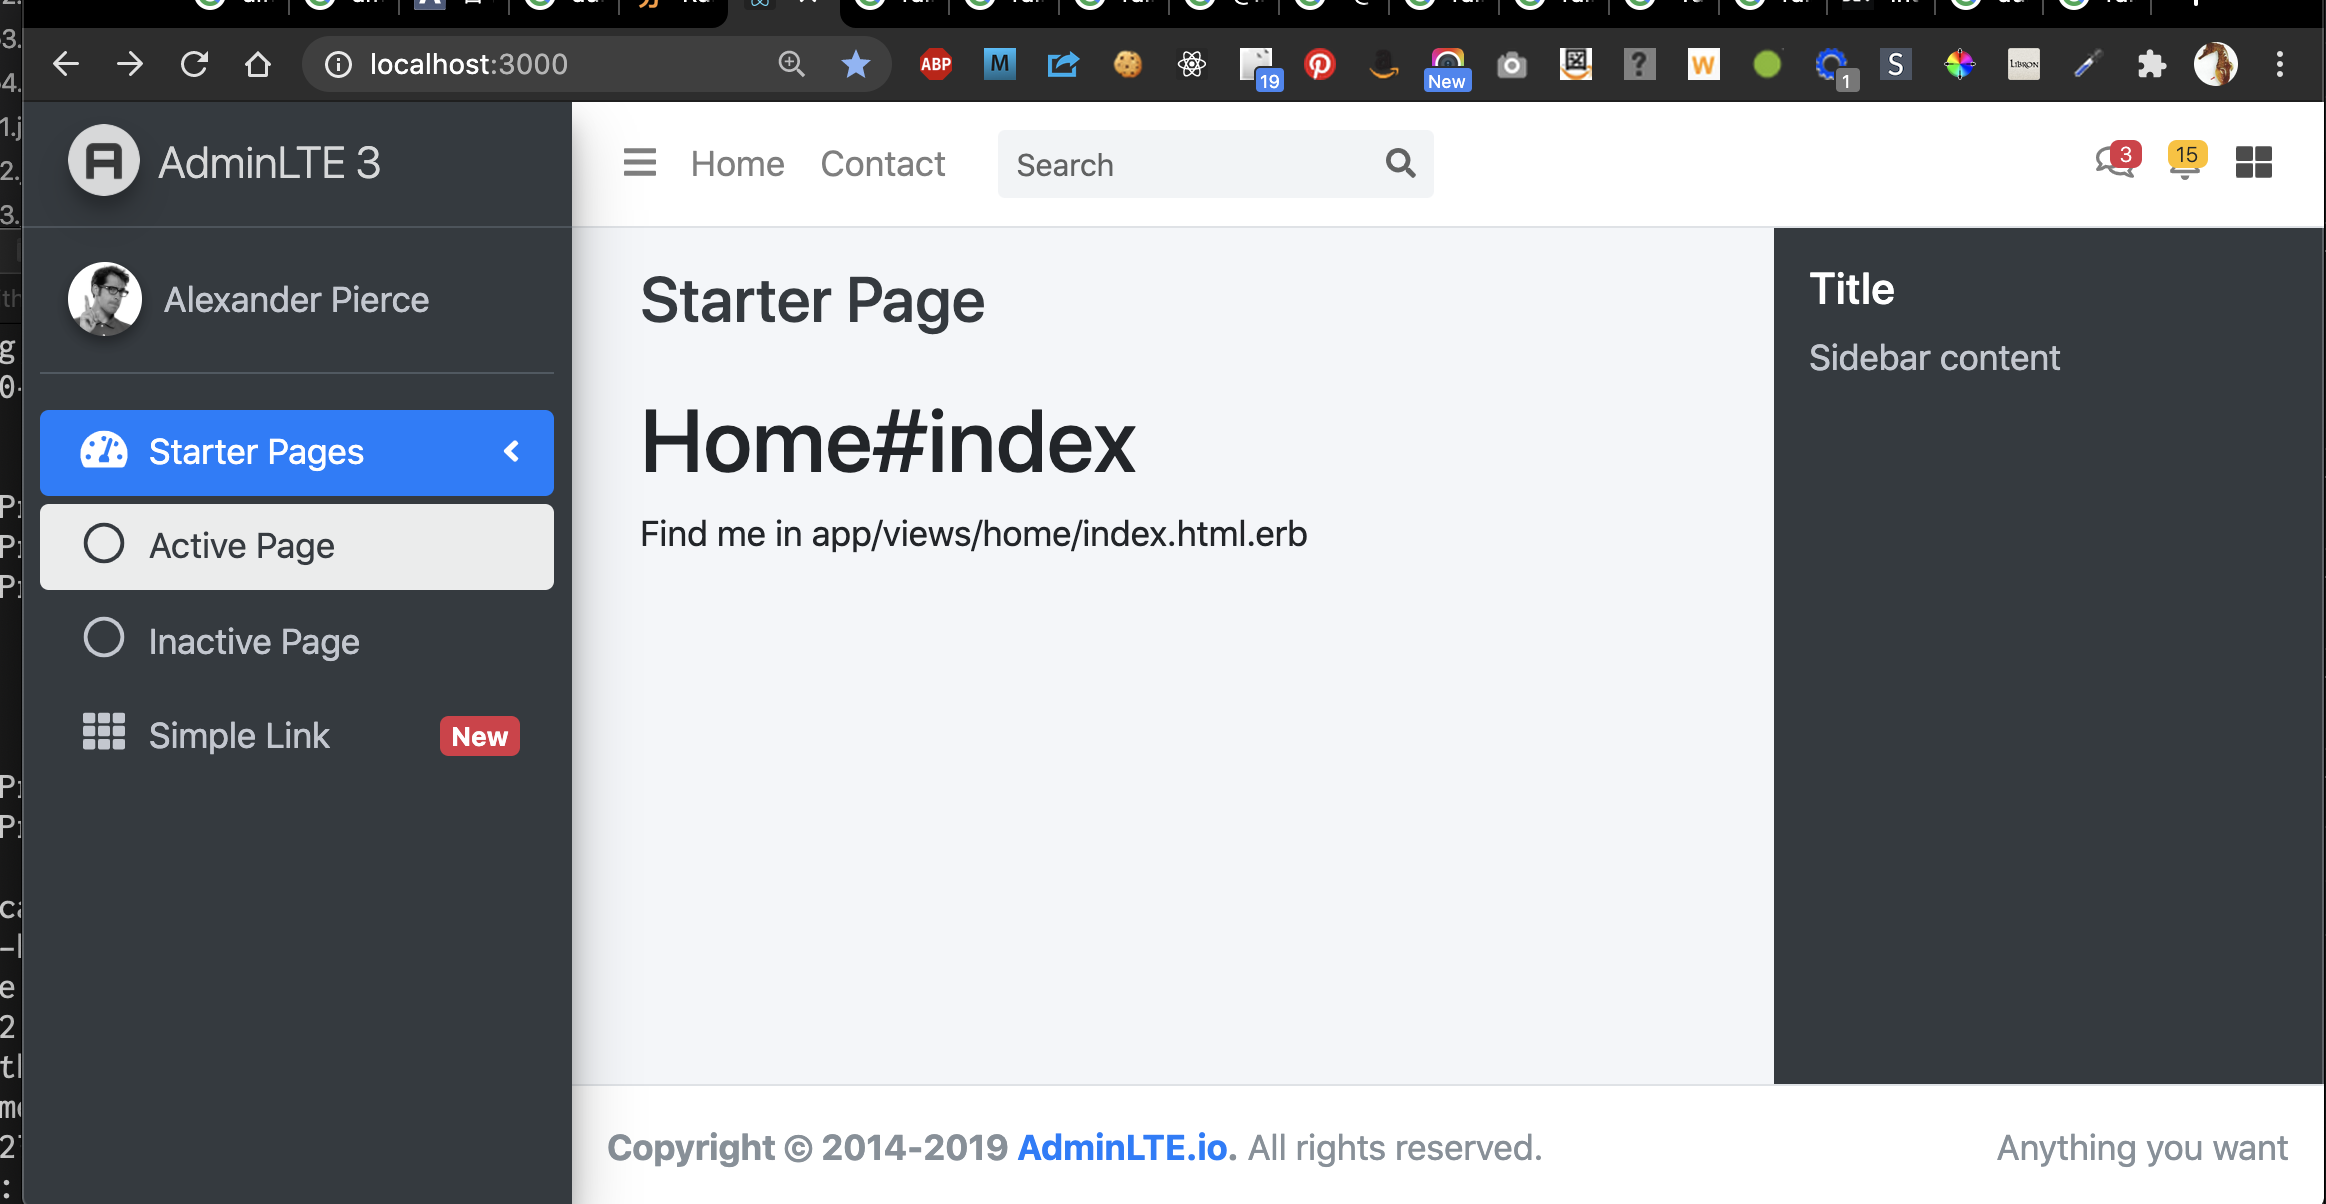 localhost:3000
ABP
M
19
New
?
W
1
S
LIBRON
AdminLTE 3
Home
Contact
Search
3
15
Alexander Pierce
Starter Pages
Active Page
Inactive Page
Simple Link
New
Starter Page
Home#index
Find me in app/views/home/index.html.erb
Title
Sidebar content
Copyright © 2014-2019 AdminLTE.io. All rights reserved.
Anything you want